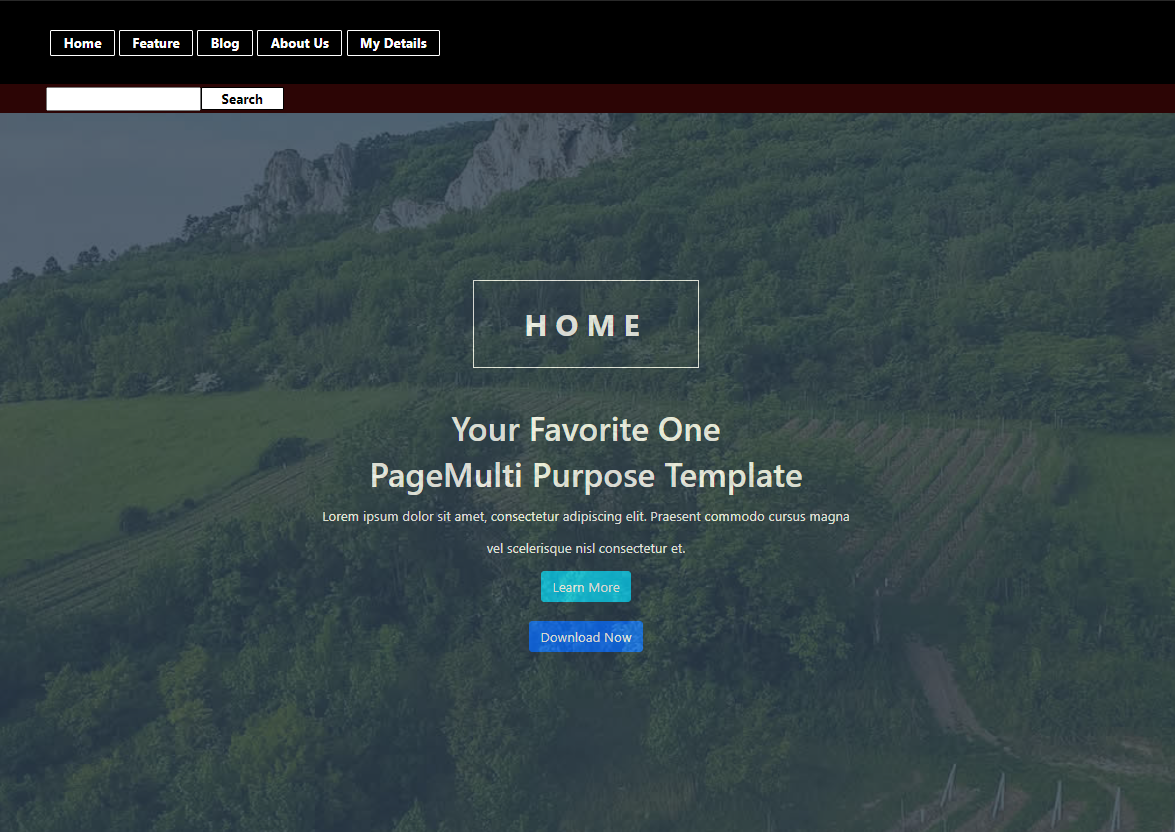 Home Feature Blog About Us My Details
Search
HOME
Your Favorite One
PageMulti Purpose Template
Lorem ipsum dolor sit amet, consectetur adipiscing elit. Praesent commodo cursus magna
vel scelerisque nisl consectetur et.
Learn More
Download Now